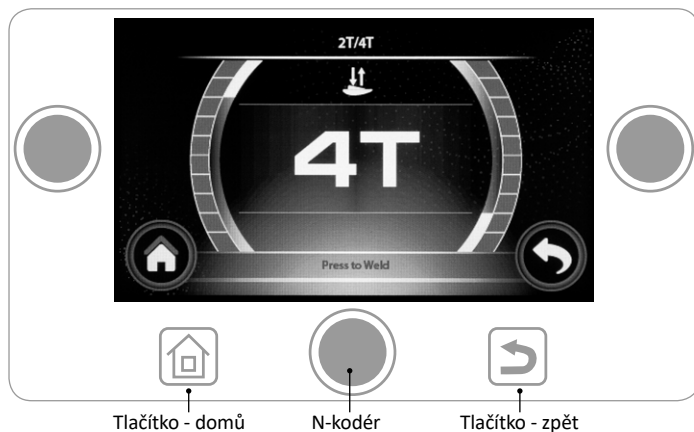 2T/4T
4T
Press to Weld
Tlačítko - domů
N-kodér
Tlačítko - zpět